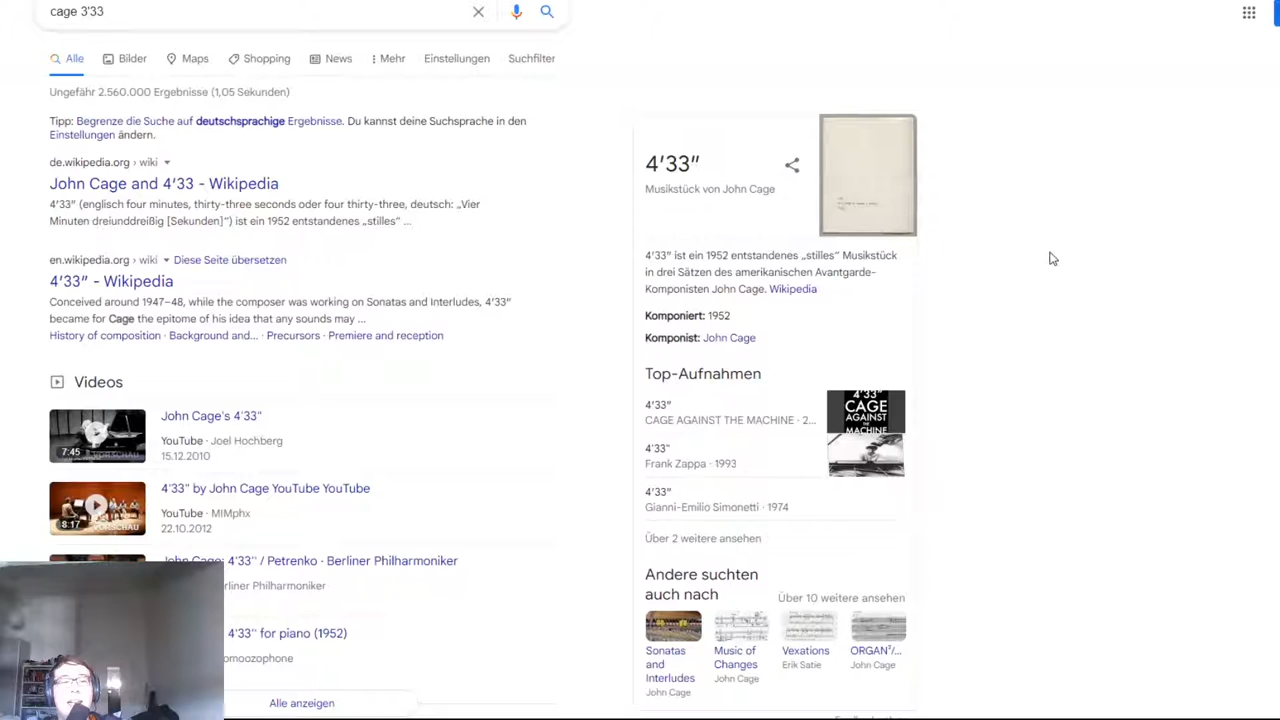 cage 3'33
Alle Bilder Maps Shopping News Mehr Einstellungen Suchfilter
Ungefähr 2.560.000 Ergebnisse (1,05 Sekunden)
Tipp: Begrenze die Suche auf deutschsprachige Ergebnisse. Du kannst deine Suchsprache in den
Einstellungen ändern.
de.wikipedia.org › wiki
John Cage and 4'33 - Wikipedia
4'33″ (englisch four minutes, thirty-three seconds oder four thirty-three, deutsch: „Vier
Minuten dreiunddreißig [Sekunden]“) ist ein 1952 entstandenes „stilles“ ...
en.wikipedia.org › wiki Diese Seite übersetzen
4'33″ - Wikipedia
Conceived around 1947–48, while the composer was working on Sonatas and Interludes, 4'33″
became for Cage the epitome of his idea that any sounds may ...
History of composition · Background and... · Precursors · Premiere and reception
Videos
John Cage's 4'33"
YouTube · Joel Hochberg
15.12.2010
7:45
4'33" by John Cage YouTube YouTube
YouTube · MIMphx
22.10.2012
8:17 VORSCHAU
John Cage: 4'33'' / Petrenko · Berliner Philharmoniker
rliner Philharmoniker
4'33'' for piano (1952)
omoozophone
Alle anzeigen
4′33″
Musikstück von John Cage
4'33" ist ein 1952 entstandenes „stilles“ Musikstück
in drei Sätzen des amerikanischen Avantgarde-
Komponisten John Cage. Wikipedia
Komponiert: 1952
Komponist: John Cage
Top-Aufnahmen
4'33"
CAGE AGAINST THE MACHINE · 2...
4'33"
CAGE
AGAINST
THE
MACHINE
4'33"
Frank Zappa · 1993
4'33"
Gianni-Emilio Simonetti · 1974
Über 2 weitere ansehen
Andere suchten
auch nach
Über 10 weitere ansehen
Sonatas
and
Interludes
John Cage
Music of
Changes
John Cage
Vexations
Erik Satie
ORGAN²/...
John Cage